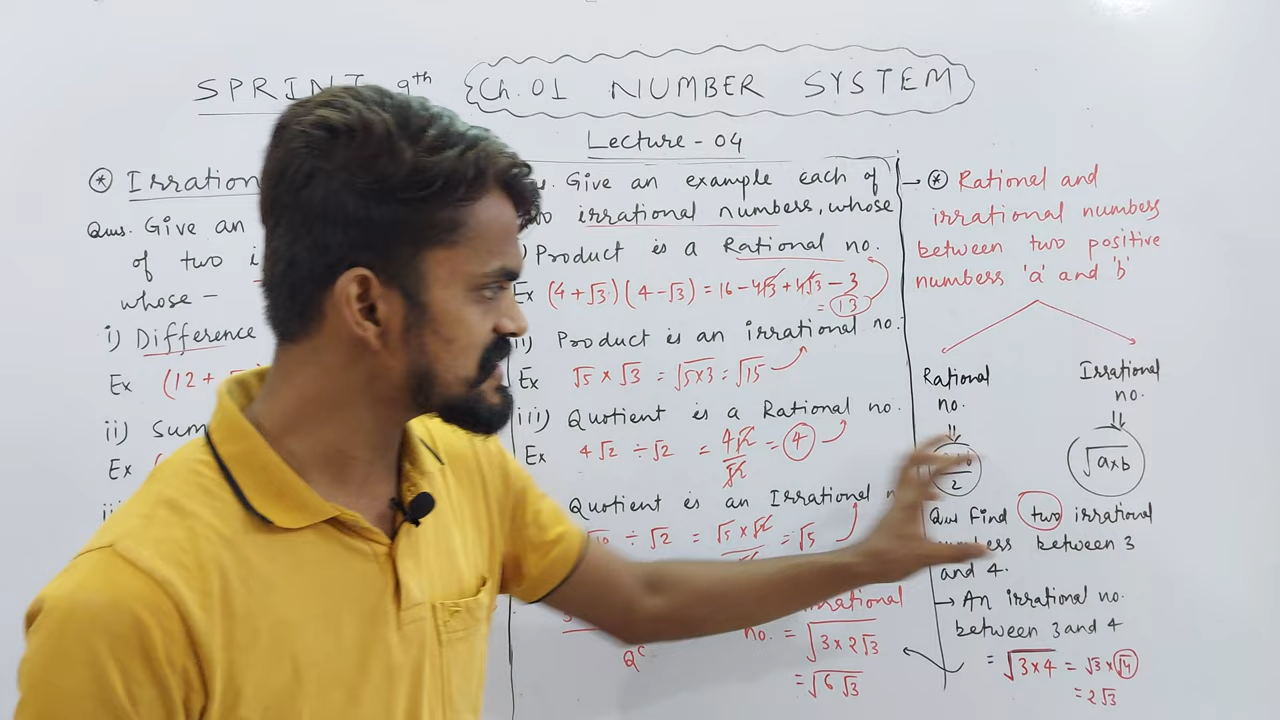 9th Ch. 01 NUMBER SYSTEM
Lecture - 04
* Irration
Ques. Give an
of two
whose -
i) Difference
Ex (12 +
ii) Sum
Ex
Give an example each of
irrational numbers, whose
Product is a Rational no.
Ex (4 + √3) (4 - √3) = 16 - 4√3 + 4√3 - 3
= 13
Product is an irrational no.
Ex √5 × √3 = √5×3 = √15
iii) Quotient is a Rational no.
Ex 4√2 ÷ √2 = 4√2/√2 = 4
Quotient is an Irrational
÷ √2 = √5 × √2 = √5
no. = √3 × 2√3
= √6√3
Qᶜ
→ * Rational and
irrational numbers
between two positive
numbers 'a' and 'b'
Rational no.
2
Irrational no.
√a×b
Ques Find two irrational
between 3
and 4.
→ An irrational no.
between 3 and 4
= √3×4 = √3 × √4
= 2√3